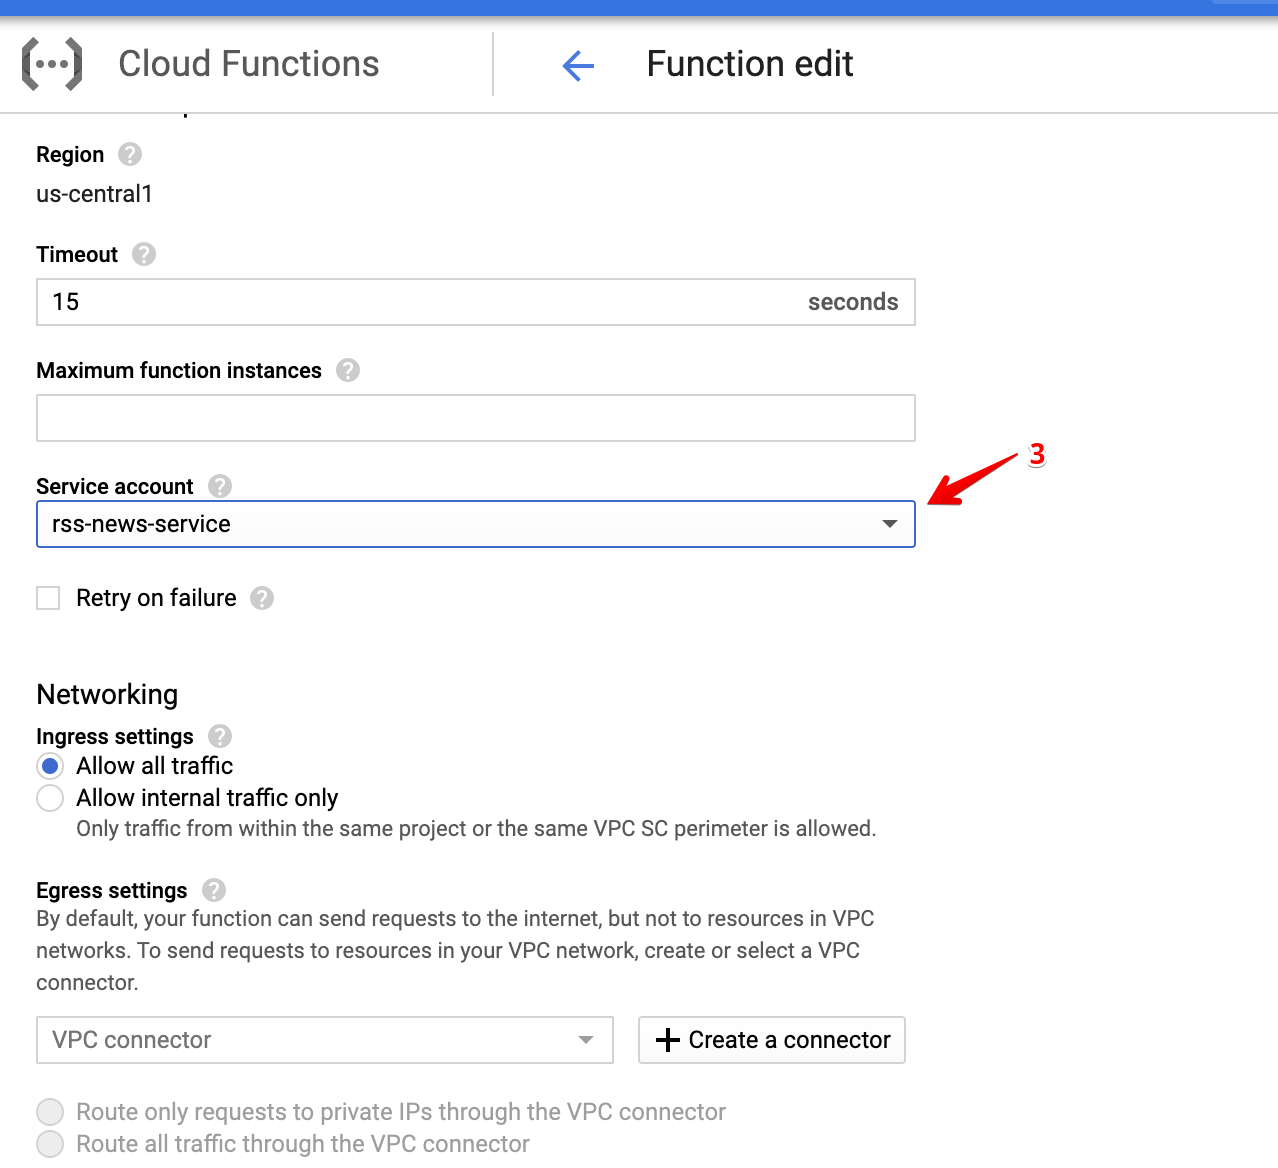 Cloud Functions
Function edit
Region
us-central1
Timeout
15 seconds
Maximum function instances
3
Service account
rss-news-service
Retry on failure
Networking
Ingress settings
Allow all traffic
Allow internal traffic only
Only traffic from within the same project or the same VPC SC perimeter is allowed.
Egress settings
By default, your function can send requests to the internet, but not to resources in VPC
networks. To send requests to resources in your VPC network, create or select a VPC
connector.
VPC connector
Create a connector
Route only requests to private IPs through the VPC connector
Route all traffic through the VPC connector